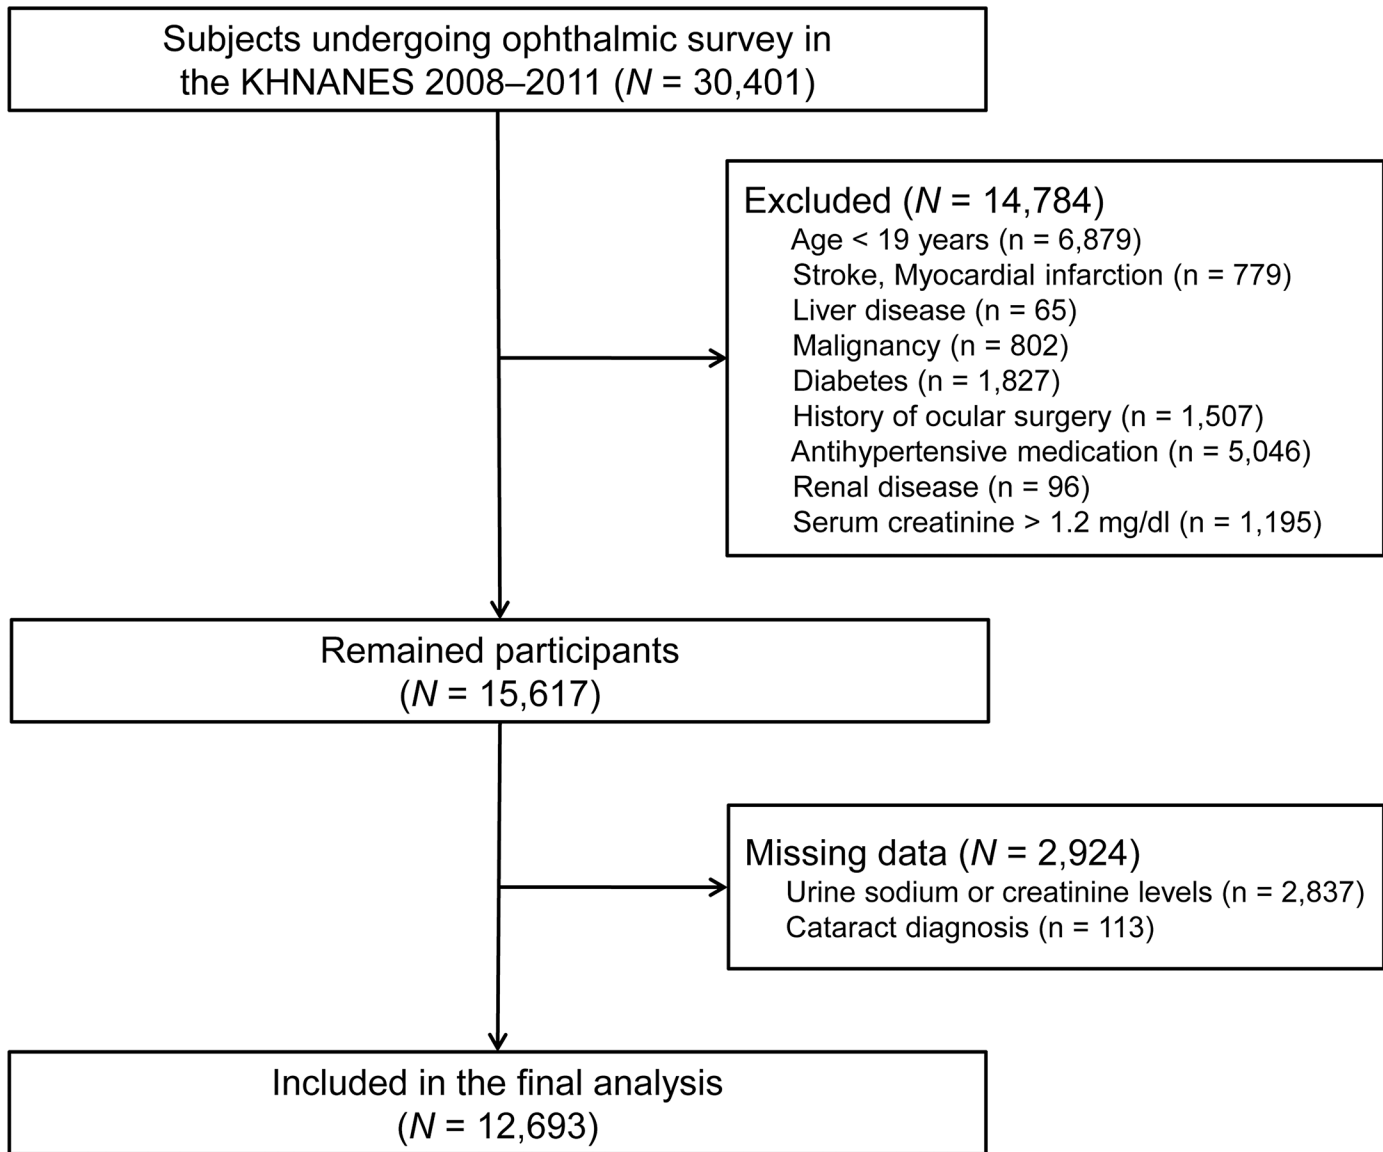 Subjects undergoing ophthalmic survey in
the KHNANES 2008–2011 (N = 30,401)
Excluded (N = 14,784)
Age < 19 years (n = 6,879)
Stroke, Myocardial infarction (n = 779)
Liver disease (n = 65)
Malignancy (n = 802)
Diabetes (n = 1,827)
History of ocular surgery (n = 1,507)
Antihypertensive medication (n = 5,046)
Renal disease (n = 96)
Serum creatinine > 1.2 mg/dl (n = 1,195)
Remained participants
(N = 15,617)
Missing data (N = 2,924)
Urine sodium or creatinine levels (n = 2,837)
Cataract diagnosis (n = 113)
Included in the final analysis
(N = 12,693)